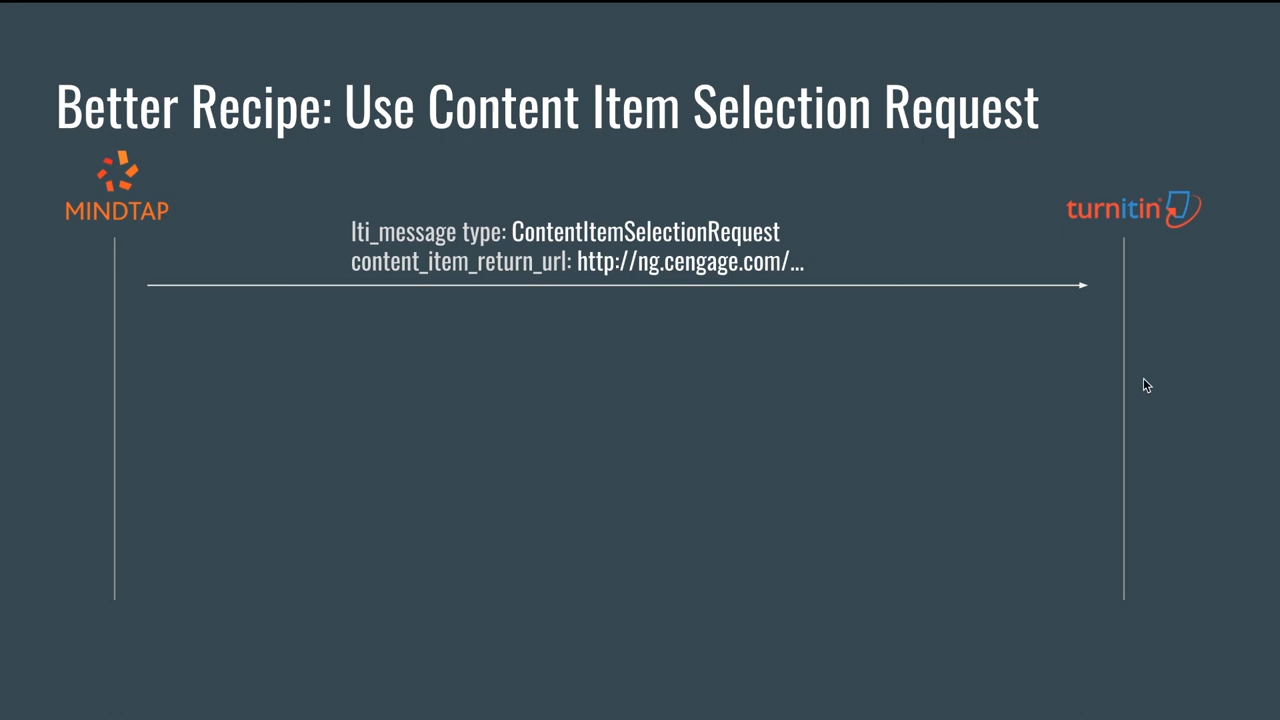 Better Recipe: Use Content Item Selection Request
MINDTAP
turnitin
lti_message type: ContentItemSelectionRequest
content_item_return_url: http://ng.cengage.com/...